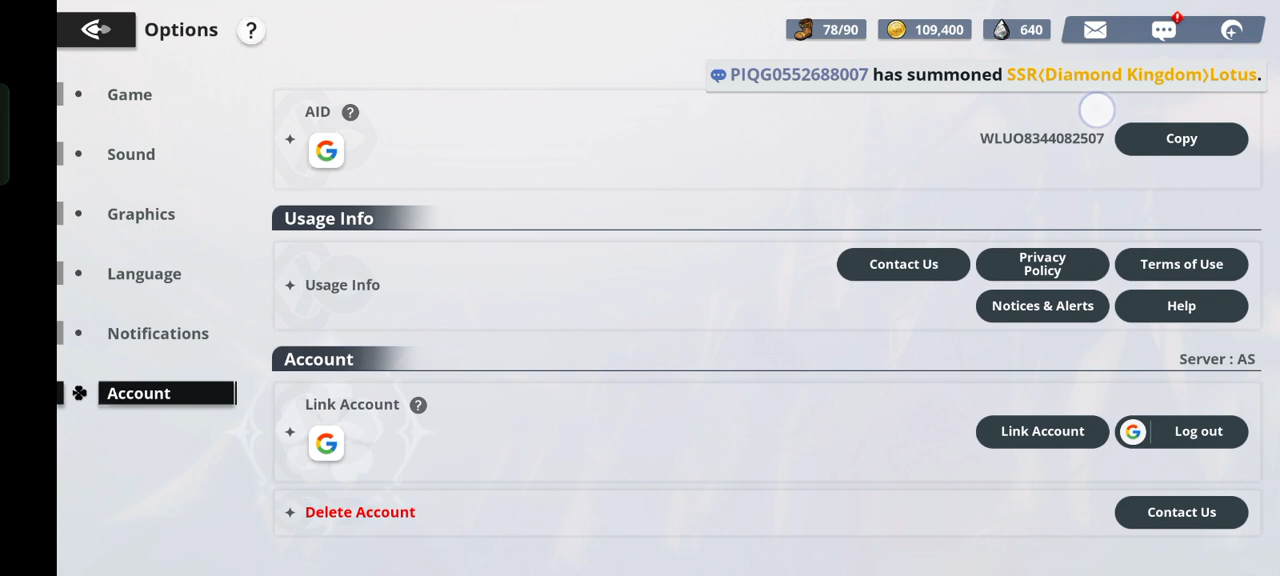 Options ?
78/90 109,400 640
PIQG0552688007 has summoned SSR〈Diamond Kingdom〉Lotus.
Game
Sound
Graphics
Language
Notifications
Account
AID ?
WLUO8344082507 Copy
Usage Info
Usage Info
Contact Us Privacy Policy Terms of Use
Notices & Alerts Help
Account Server : AS
Link Account ?
Link Account Log out
Delete Account Contact Us